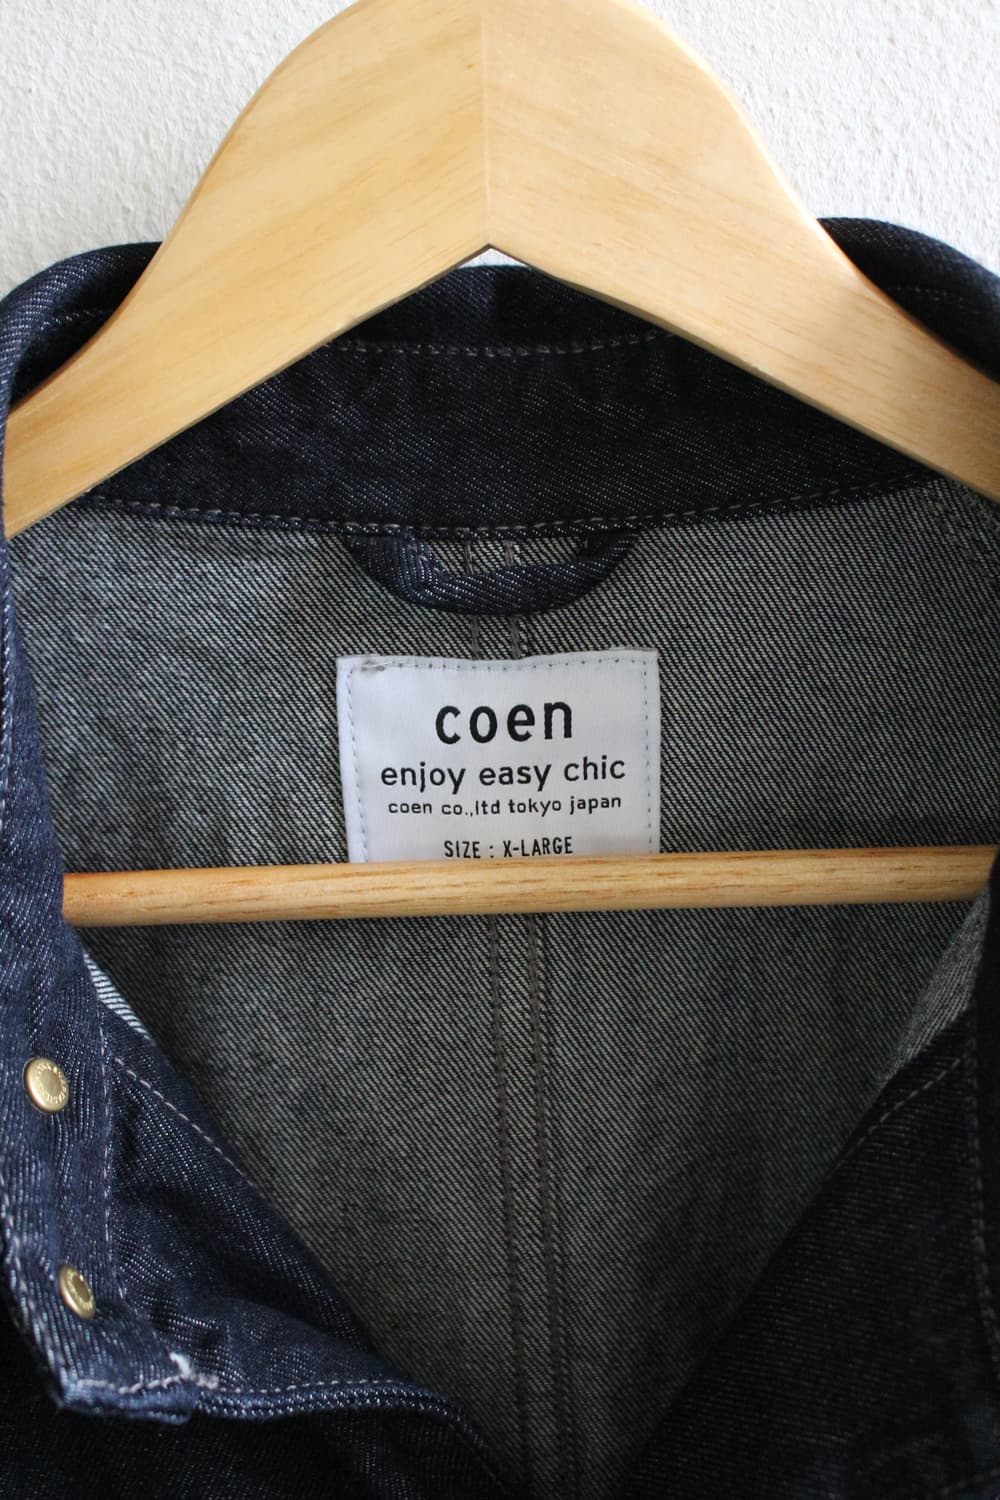 coen
enjoy easy chic
coen co.,ltd tokyo japan
SIZE : X-LARGE